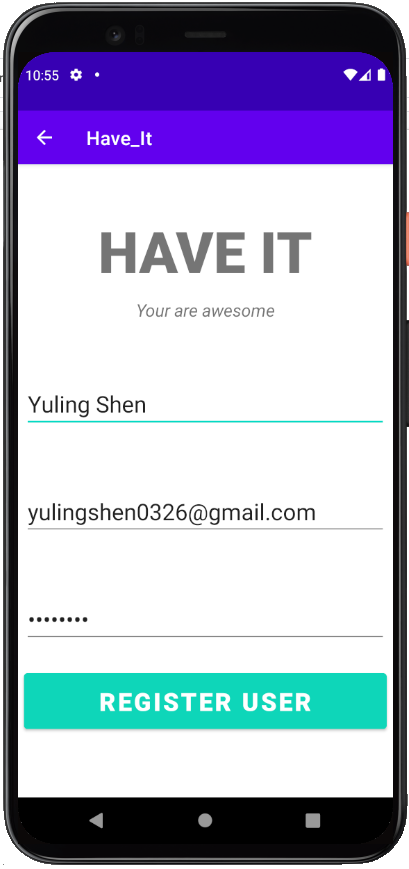 10:55
Have_It
HAVE IT
Your are awesome
Yuling Shen
yulingshen0326@gmail.com
••••••••
REGISTER USER